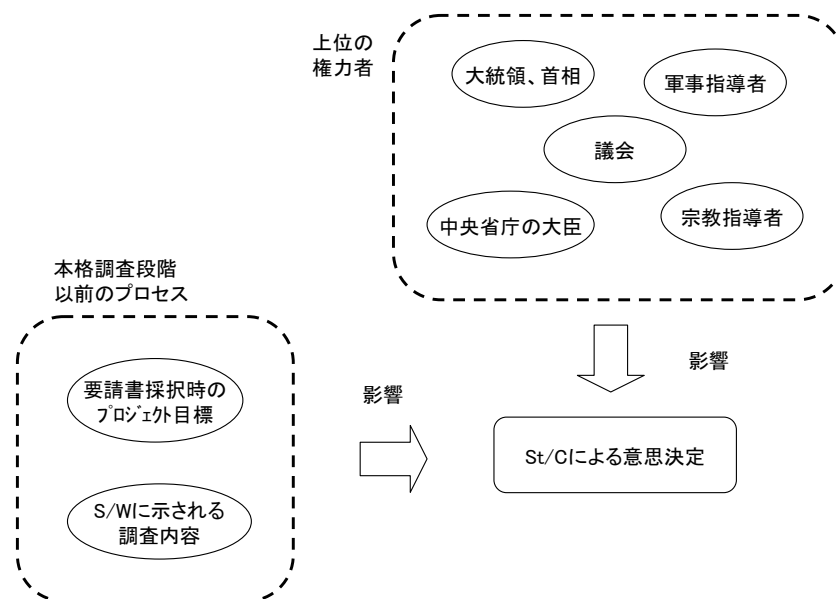 上位の
権力者
大統領、首相
軍事指導者
議会
中央省庁の大臣
宗教指導者
本格調査段階
以前のプロセス
要請書採択時の
ﾌﾟﾛｼﾞｪｸﾄ目標
S/Wに示される
調査内容
影響
影響
St/Cによる意思決定